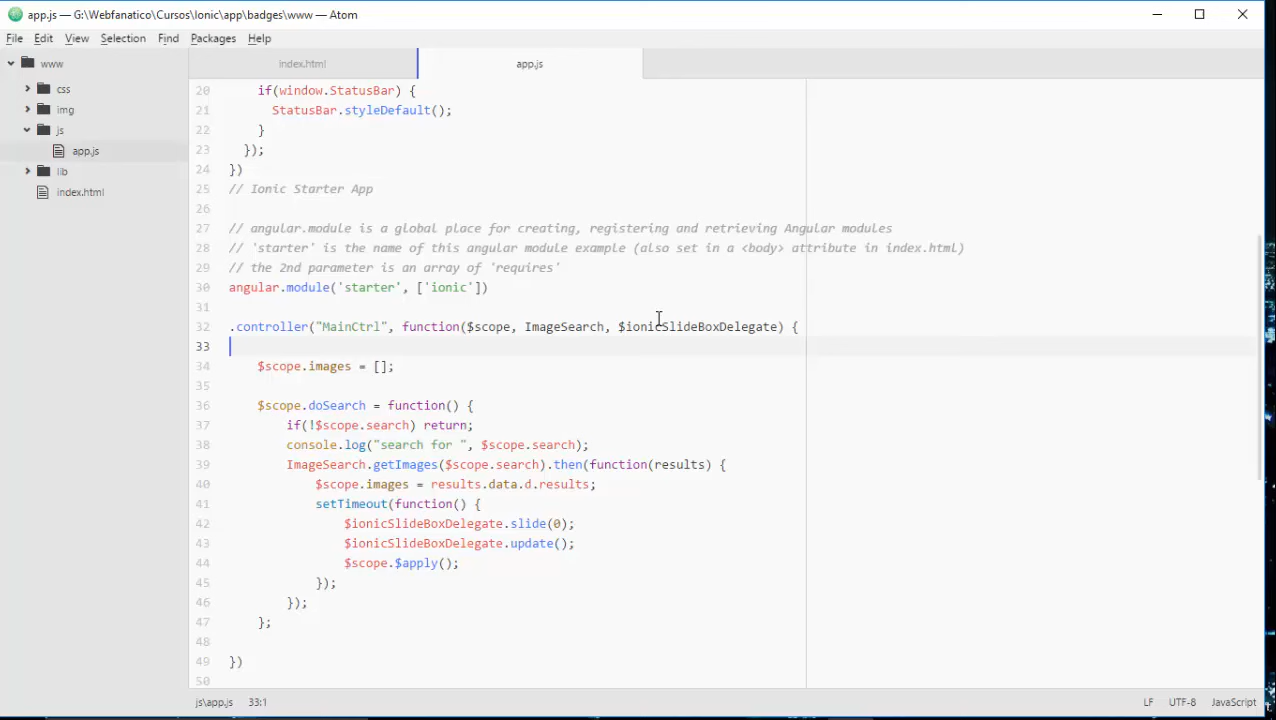 app.js — G:\Webfanatico\Cursos\Ionic\app\badges\www — Atom
File Edit View Selection Find Packages Help
www
css
img
js
app.js
lib
index.html
index.html app.js
20 if(window.StatusBar) {
21 StatusBar.styleDefault();
22 }
23 });
24 })
25 // Ionic Starter App
26
27 // angular.module is a global place for creating, registering and retrieving Angular modules
28 // 'starter' is the name of this angular module example (also set in a <body> attribute in index.html)
29 // the 2nd parameter is an array of 'requires'
30 angular.module('starter', ['ionic'])
31
32 .controller("MainCtrl", function($scope, ImageSearch, $ionicSlideBoxDelegate) {
33
34 $scope.images = [];
35
36 $scope.doSearch = function() {
37 if(!$scope.search) return;
38 console.log("search for ", $scope.search);
39 ImageSearch.getImages($scope.search).then(function(results) {
40 $scope.images = results.data.d.results;
41 setTimeout(function() {
42 $ionicSlideBoxDelegate.slide(0);
43 $ionicSlideBoxDelegate.update();
44 $scope.$apply();
45 });
46 });
47 };
48
49 })
50
js\app.js 33:1 LF UTF-8 JavaScript